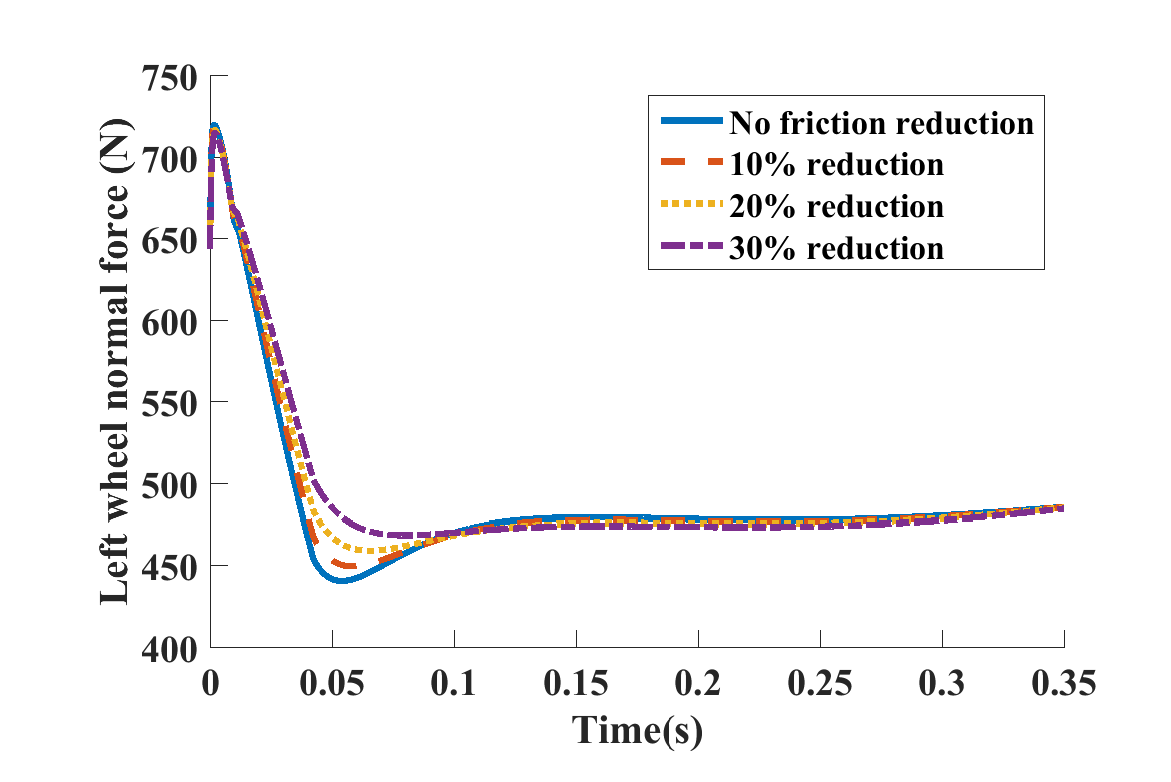 Left wheel normal force (N)
750
700
650
600
550
500
450
400
No friction reduction
10% reduction
20% reduction
30% reduction
0 0.05 0.1 0.15 0.2 0.25 0.3 0.35
Time(s)